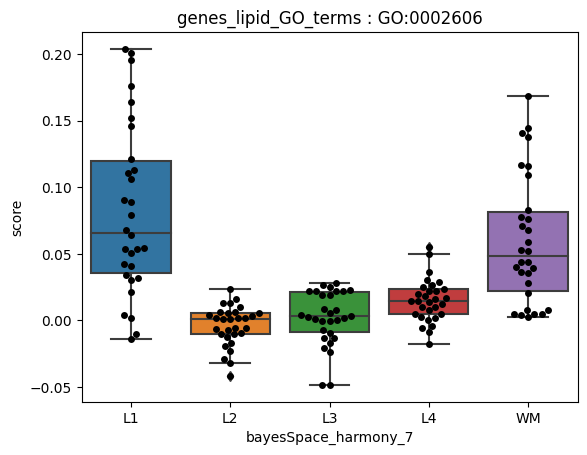 genes_lipid_GO_terms : GO:0002606
score
0.20
0.15
0.10
0.05
0.00
−0.05
L1 L2 L3 L4 WM
bayesSpace_harmony_7